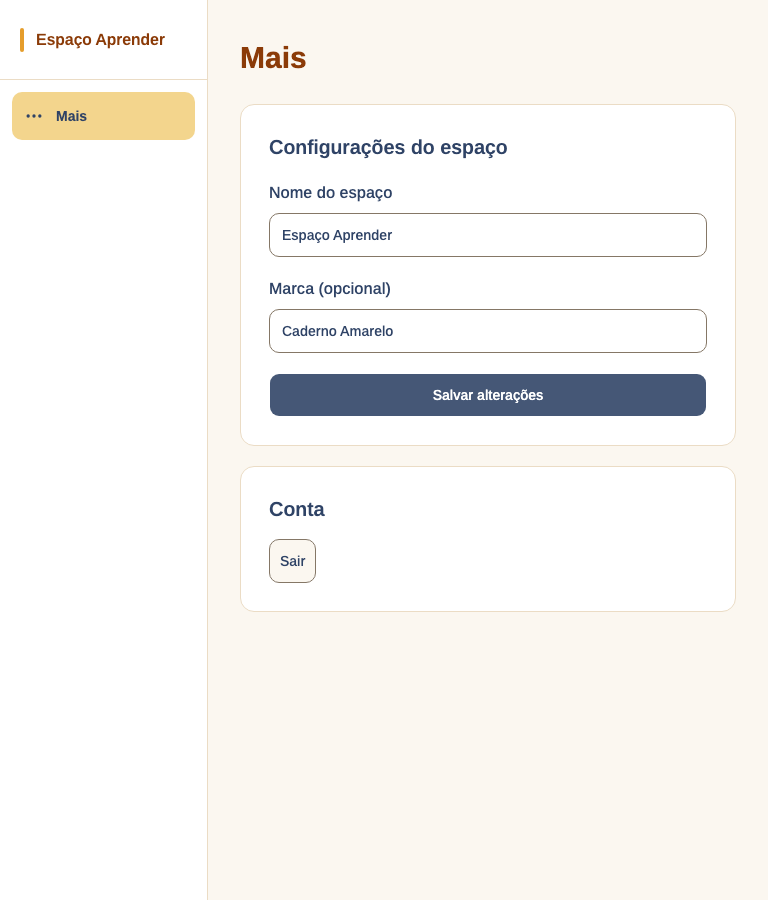 Espaço Aprender
Mais
Mais
Configurações do espaço
Nome do espaço
Espaço Aprender
Marca (opcional)
Caderno Amarelo
Salvar alterações
Conta
Sair